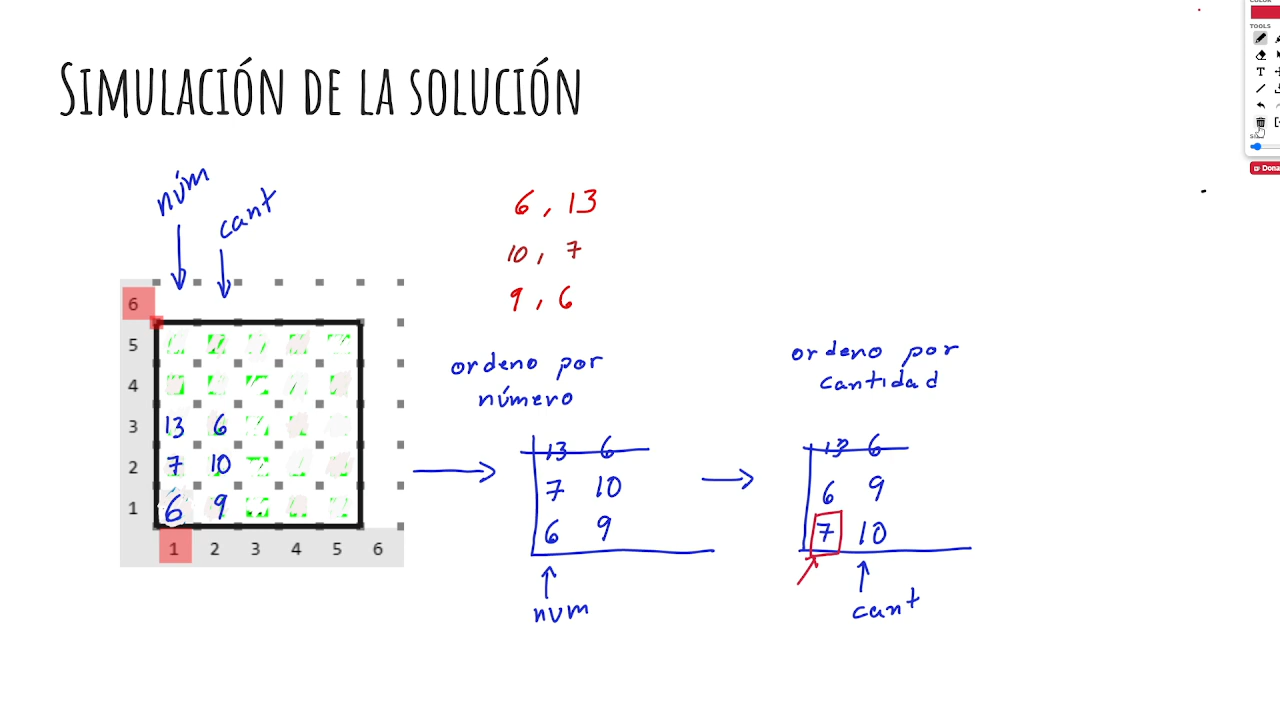 SIMULACIÓN DE LA SOLUCIÓN
núm
cant
6, 13
10, 7
9, 6
6
5
4
3
2
1
13 6
7 10
6 9
1 2 3 4 5 6
ordeno por
número
13 6
7 10
6 9
num
ordeno por
cantidad
13 6
6 9
7 10
cant
TOOLS
T
Dona